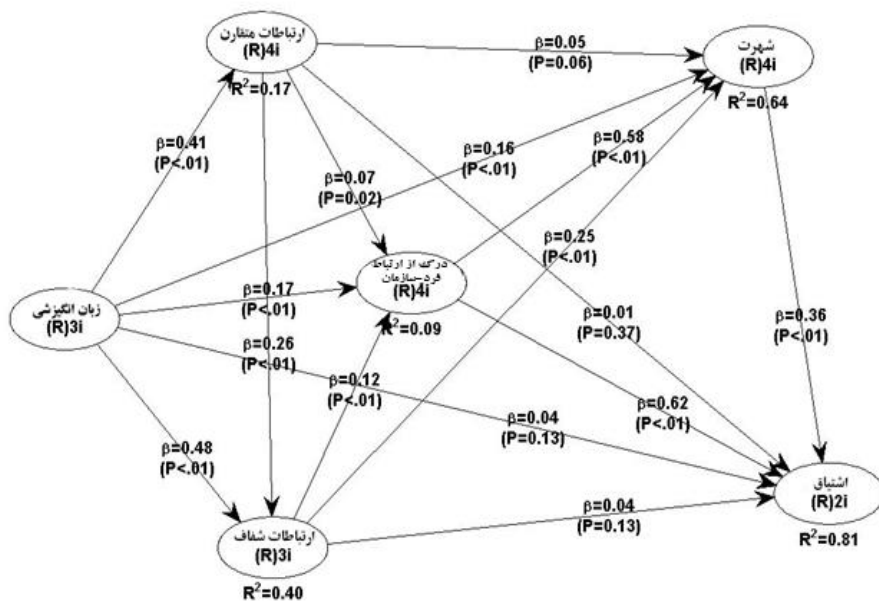 ارتباطات متقارن
(R)4i
R²=0.17
شهرت
(R)4i
R²=0.64
β=0.05
(P=0.06)
β=0.41
(P<.01)
β=0.16
(P<.01)
β=0.58
(P<.01)
β=0.07
(P=0.02)
درک از ارتباط
فرد-سازمان
(R)4i
R²=0.09
β=0.25
(P<.01)
زبان انگیزشی
(R)3i
β=0.17
(P<.01)
β=0.01
(P=0.37)
β=0.36
(P<.01)
β=0.26
(P<.01)
β=0.12
(P<.01)
β=0.04
(P=0.13)
β=0.62
(P<.01)
β=0.48
(P<.01)
اشتیاق
(R)2i
R²=0.81
ارتباطات شفاف
(R)3i
R²=0.40
β=0.04
(P=0.13)